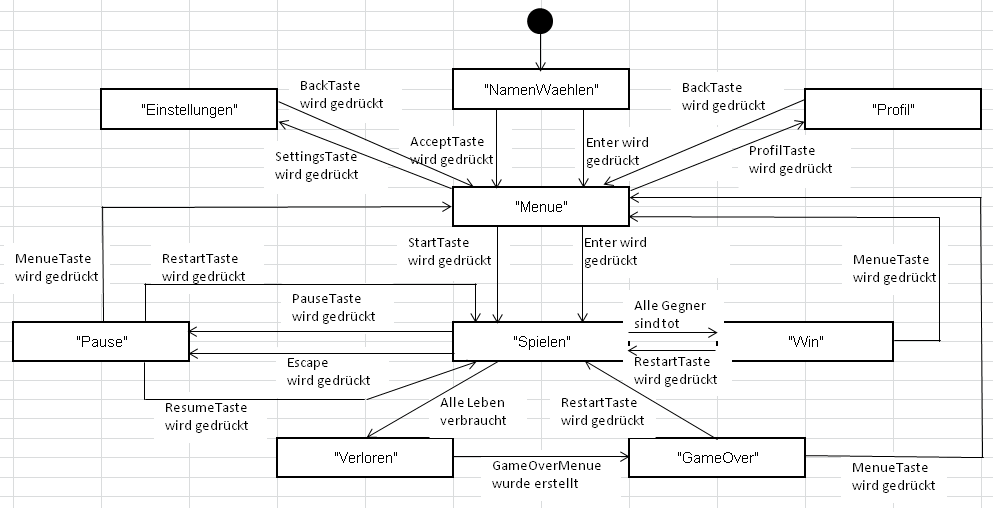 "NamenWaehlen"
BackTaste
wird gedrückt
BackTaste
wird gedrückt
"Einstellungen"
"Profil"
AcceptTaste
wird gedrückt
Enter wird
gedrückt
SettingsTaste
wird gedrückt
ProfilTaste
wird gedrückt
"Menue"
StartTaste
wird gedrückt
Enter wird
gedrückt
MenueTaste
wird gedrückt
RestartTaste
wird gedrückt
MenueTaste
wird gedrückt
PauseTaste
wird gedrückt
Alle Gegner
sind tot
"Pause"
"Spielen"
"Win"
Escape
wird gedrückt
RestartTaste
wird gedrückt
ResumeTaste
wird gedrückt
Alle Leben
verbraucht
RestartTaste
wird gedrückt
"Verloren"
"GameOver"
GameOverMenue
wurde erstellt
MenueTaste
wird gedrückt